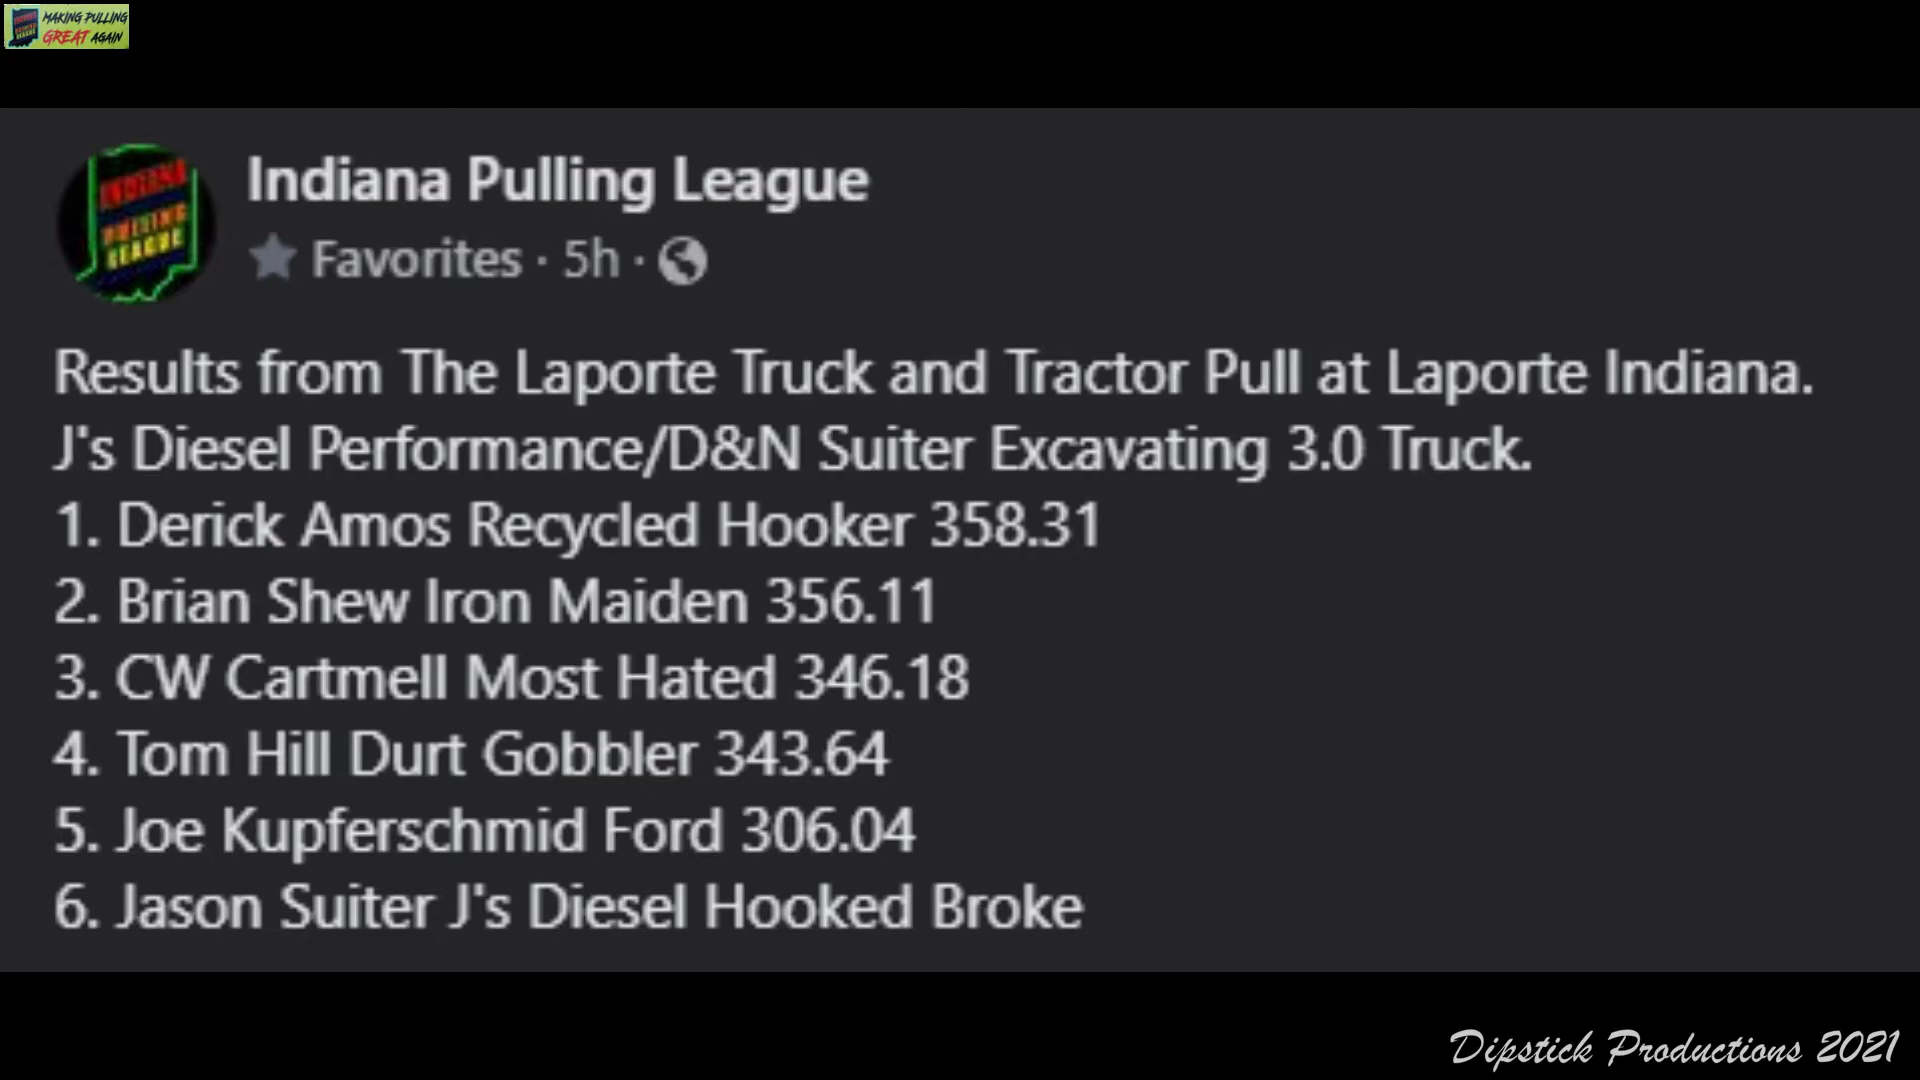 MAKING PULLING
GREAT AGAIN
INDIANA
PULLING
LEAGUE
Indiana Pulling League
Favorites · 5h ·
Results from The Laporte Truck and Tractor Pull at Laporte Indiana.
J's Diesel Performance/D&N Suiter Excavating 3.0 Truck.
1. Derick Amos Recycled Hooker 358.31
2. Brian Shew Iron Maiden 356.11
3. CW Cartmell Most Hated 346.18
4. Tom Hill Durt Gobbler 343.64
5. Joe Kupferschmid Ford 306.04
6. Jason Suiter J's Diesel Hooked Broke
Dipstick Productions 2021